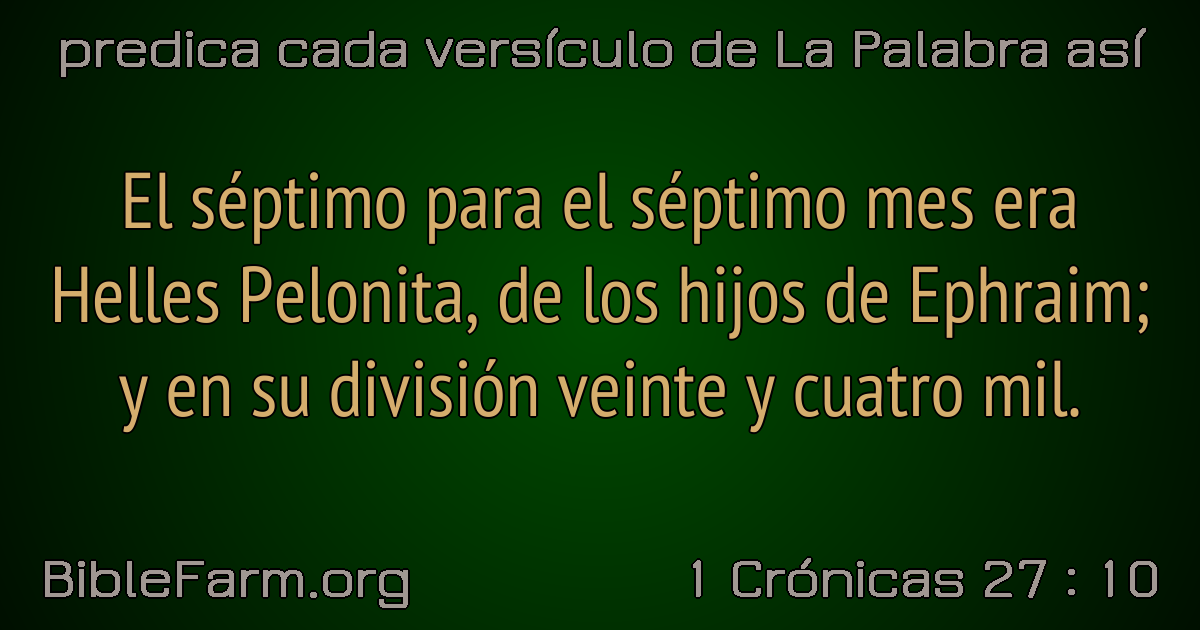 predica cada versículo de La Palabra así
El séptimo para el séptimo mes era
Helles Pelonita, de los hijos de Ephraim;
y en su división veinte y cuatro mil.
BibleFarm.org
1 Crónicas 27 : 10